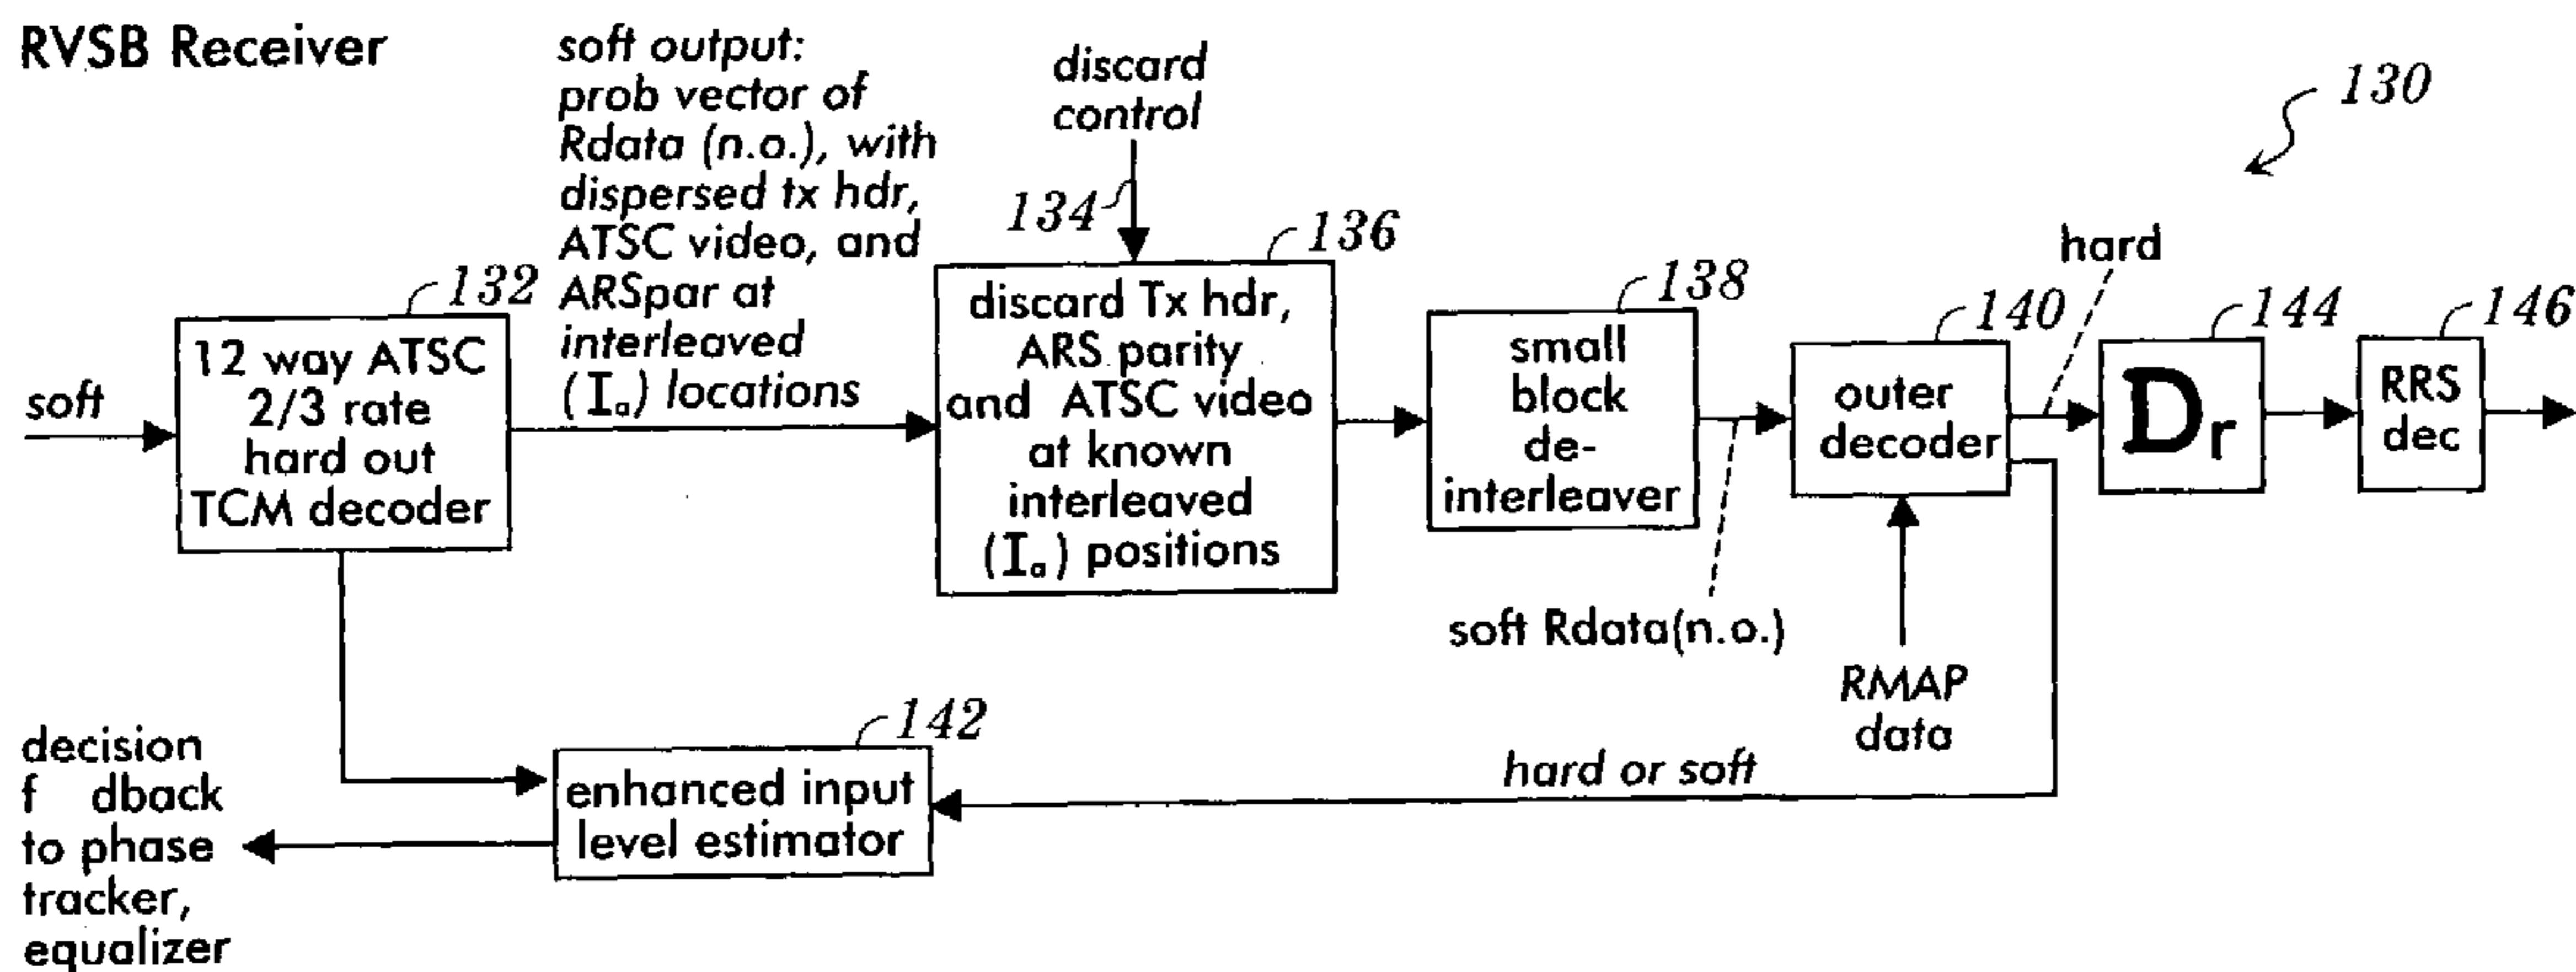 RVSB Receiver
soft output:
prob vector of
Rdata (n.o.), with
dispersed tx hdr,
ATSC video, and
ARSpar at
interleaved
(Ia) locations
discard
control
134
130
soft
132
12 way ATSC
2/3 rate
hard out
TCM decoder
136
discard Tx hdr,
ARS parity
and ATSC video
at known
interleaved
(Ia) positions
138
small
block
de-
interleaver
soft Rdata(n.o.)
140
outer
decoder
RMAP
data
hard
144
Dr
146
RRS
dec
142
enhanced input
level estimator
hard or soft
decision
f dback
to phase
tracker,
equalizer